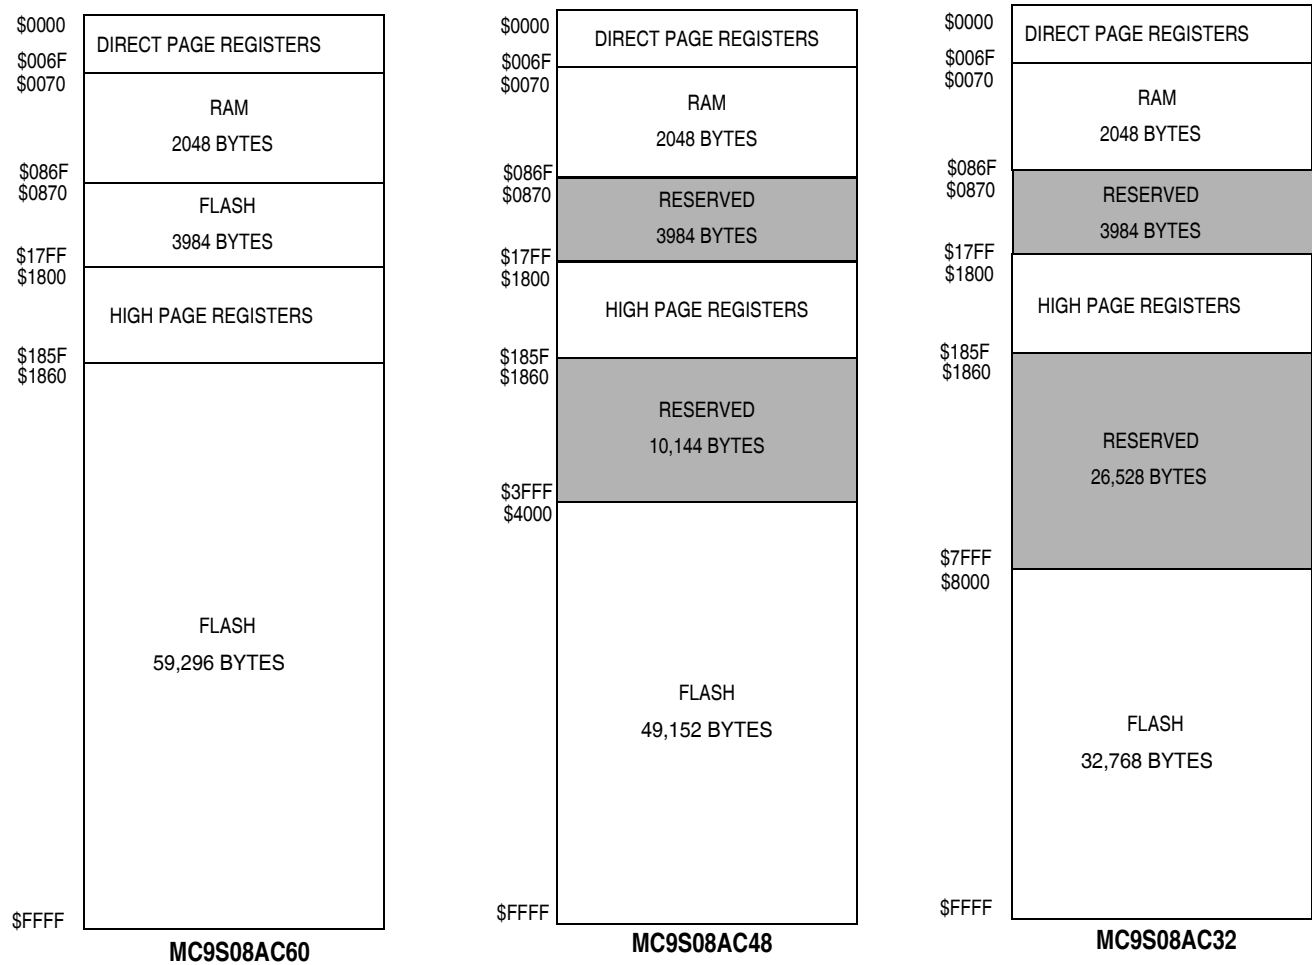 $0000
DIRECT PAGE REGISTERS
$006F
$0070
RAM
2048 BYTES
$086F
$0870
FLASH
3984 BYTES
$17FF
$1800
HIGH PAGE REGISTERS
$185F
$1860
FLASH
59,296 BYTES
$FFFF
MC9S08AC60
$0000
DIRECT PAGE REGISTERS
$006F
$0070
RAM
2048 BYTES
$086F
$0870
RESERVED
3984 BYTES
$17FF
$1800
HIGH PAGE REGISTERS
$185F
$1860
RESERVED
10,144 BYTES
$3FFF
$4000
FLASH
49,152 BYTES
$FFFF
MC9S08AC48
$0000
DIRECT PAGE REGISTERS
$006F
$0070
RAM
2048 BYTES
$086F
$0870
RESERVED
3984 BYTES
$17FF
$1800
HIGH PAGE REGISTERS
$185F
$1860
RESERVED
26,528 BYTES
$7FFF
$8000
FLASH
32,768 BYTES
$FFFF
MC9S08AC32